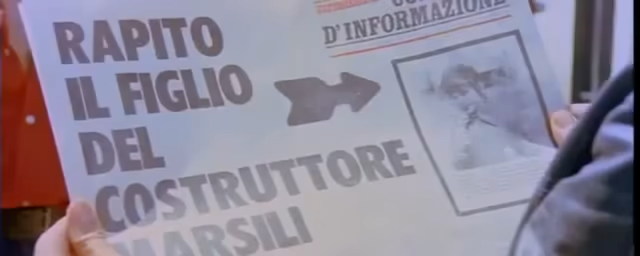 RAPITO
IL FIGLIO
DEL
COSTRUTTORE
MARSILI
D'INFORMAZIONE